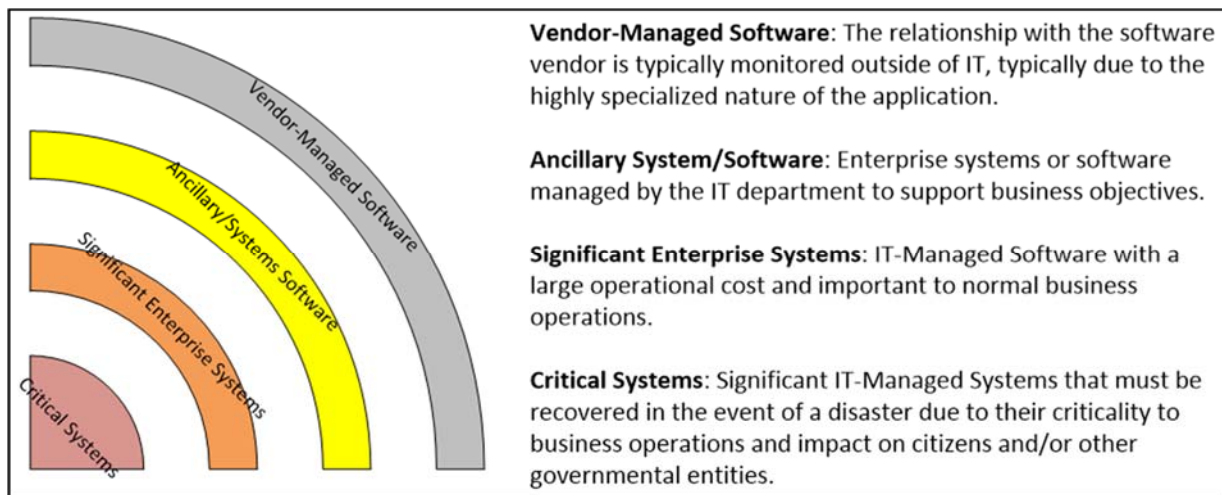 Vendor-Managed Software
Ancillary/Systems Software
Significant Enterprise Systems
Critical Systems
Vendor-Managed Software: The relationship with the software
vendor is typically monitored outside of IT, typically due to the
highly specialized nature of the application.
Ancillary System/Software: Enterprise systems or software
managed by the IT department to support business objectives.
Significant Enterprise Systems: IT-Managed Software with a
large operational cost and important to normal business
operations.
Critical Systems: Significant IT-Managed Systems that must be
recovered in the event of a disaster due to their criticality to
business operations and impact on citizens and/or other
governmental entities.